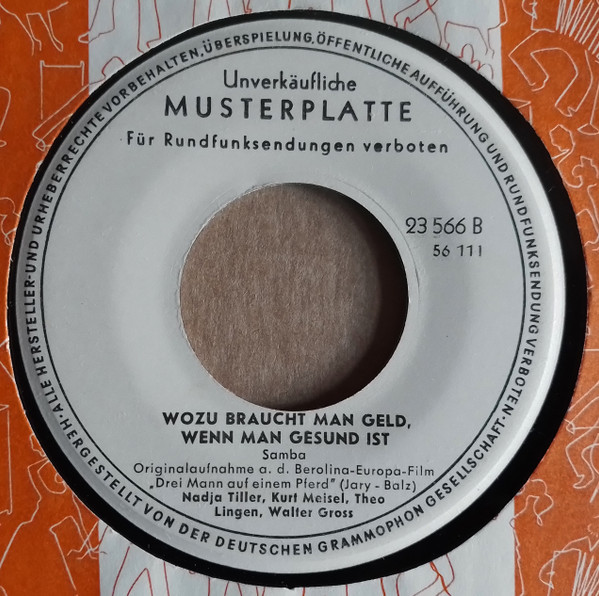 ·ALLE HERSTELLER-UND URHEBERRECHTE VORBEHALTEN,ÜBERSPIELUNG,ÖFFENTLICHE AUFFÜHRUNG UND RUNDFUNKSENDUNG VERBOTEN·
Unverkäufliche
MUSTERPLATTE
Für Rundfunksendungen verboten
23 566 B
56 111
WOZU BRAUCHT MAN GELD,
WENN MAN GESUND IST
Samba
Originalaufnahme a. d. Berolina-Europa-Film
„Drei Mann auf einem Pferd" (Jary - Balz)
Nadja Tiller, Kurt Meisel, Theo
Lingen, Walter Gross
HERGESTELLT VON DER DEUTSCHEN GRAMMOPHON GESELLSCHAFT